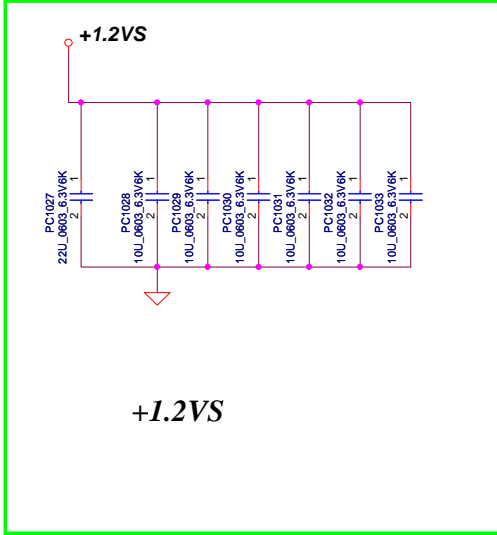 +1.2VS
PC1027
22U_0603_6.3V6K
1
2
PC1028
10U_0603_6.3V6K
1
2
PC1029
10U_0603_6.3V6K
1
2
PC1030
10U_0603_6.3V6K
1
2
PC1031
10U_0603_6.3V6K
1
2
PC1032
10U_0603_6.3V6K
1
2
PC1033
10U_0603_6.3V6K
1
2
+1.2VS